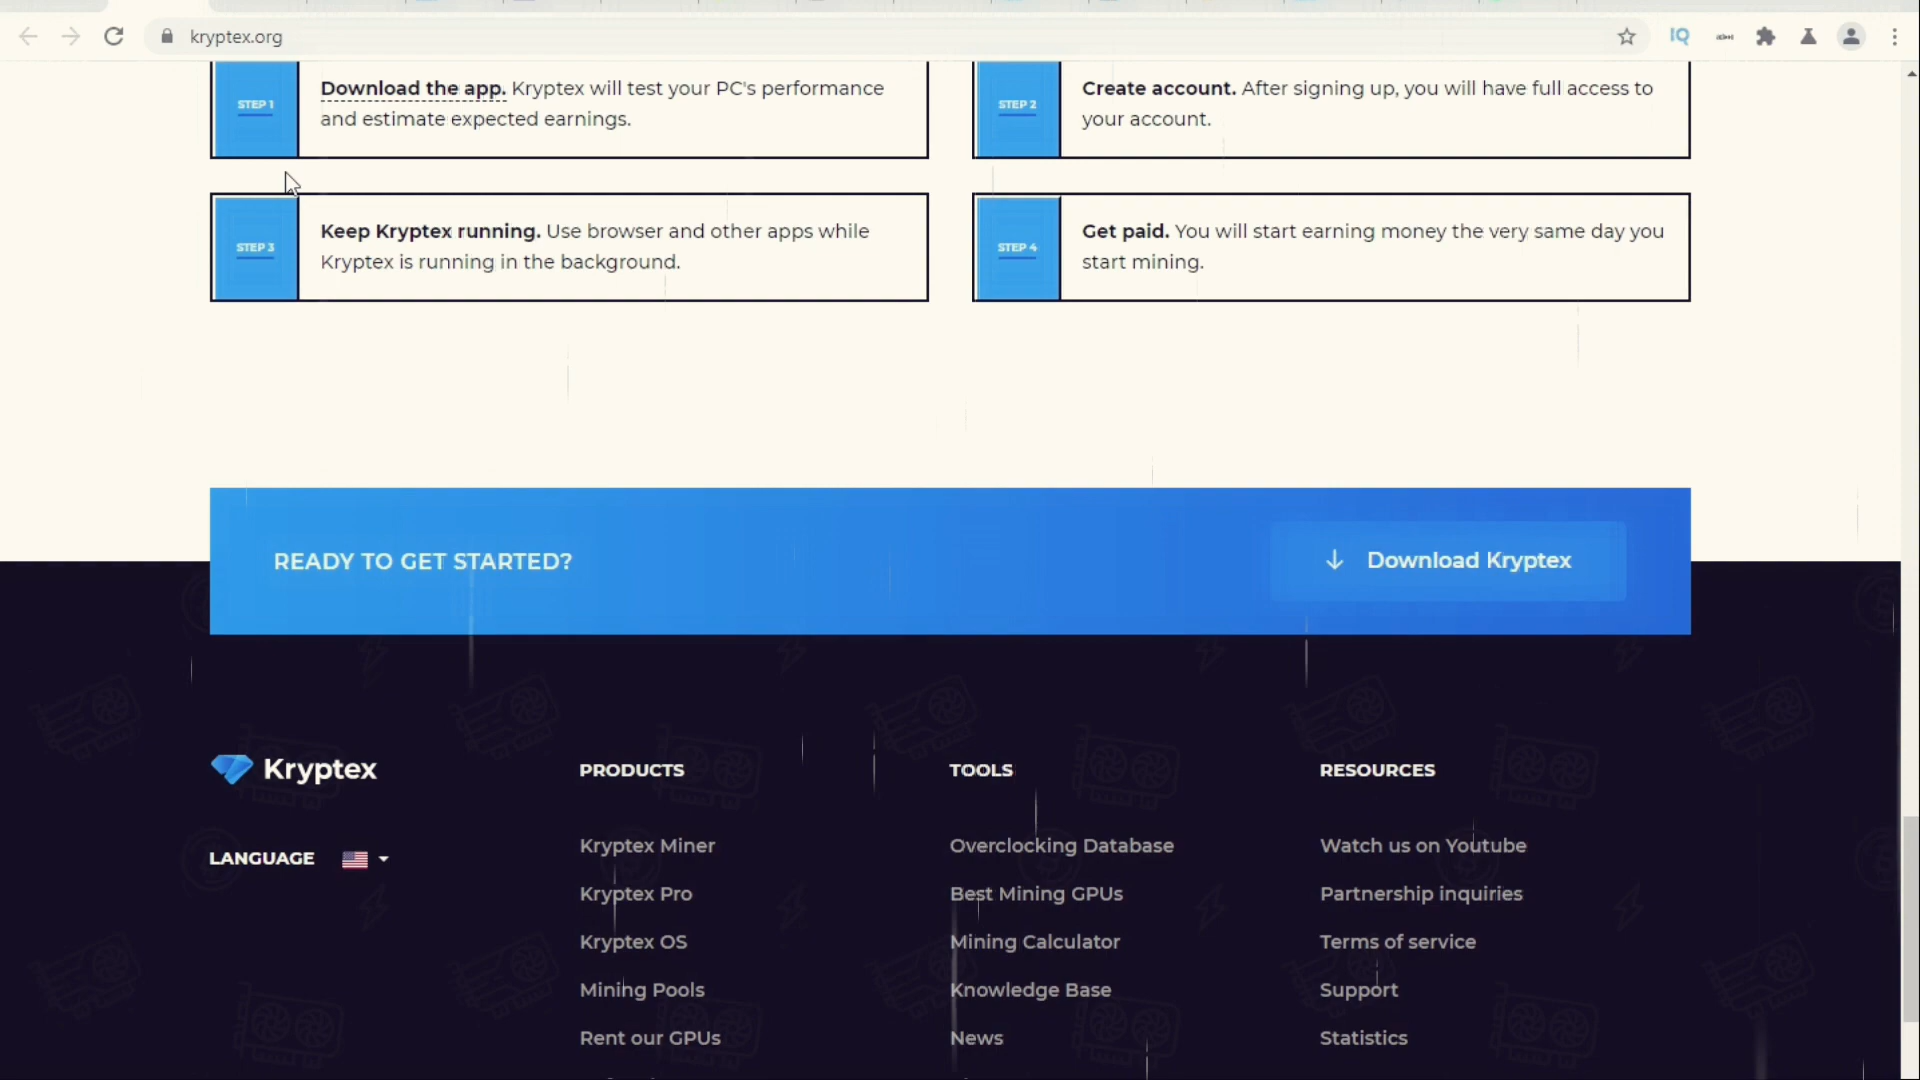 kryptex.org
IQ
STEP 1
Download the app. Kryptex will test your PC's performance
and estimate expected earnings.
STEP 2
Create account. After signing up, you will have full access to
your account.
STEP 3
Keep Kryptex running. Use browser and other apps while
Kryptex is running in the background.
STEP 4
Get paid. You will start earning money the very same day you
start mining.
READY TO GET STARTED?
Download Kryptex
Kryptex
LANGUAGE
PRODUCTS
Kryptex Miner
Kryptex Pro
Kryptex OS
Mining Pools
Rent our GPUs
TOOLS
Overclocking Database
Best Mining GPUs
Mining Calculator
Knowledge Base
News
RESOURCES
Watch us on Youtube
Partnership inquiries
Terms of service
Support
Statistics